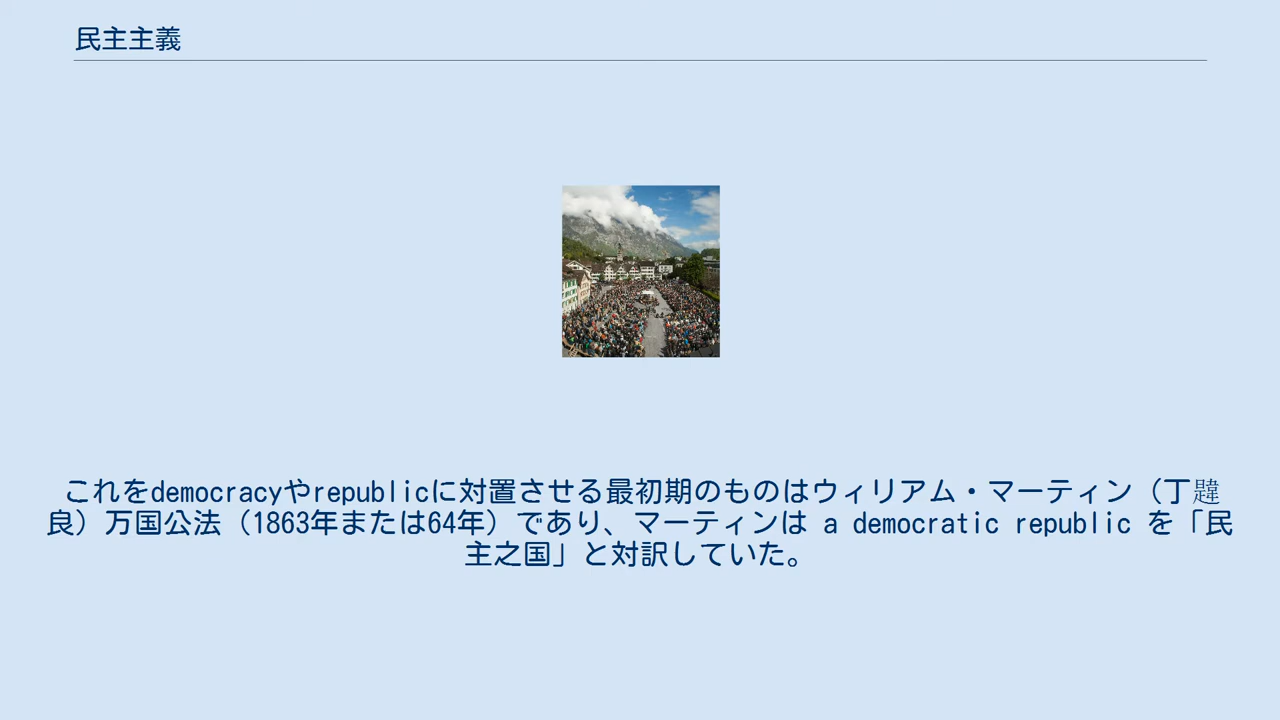 民主主義
これをdemocracyやrepublicに対置させる最初期のものはウィリアム・マーティン（丁韙
良）万国公法（1863年または64年）であり、マーティンは a democratic republic を「民
主之国」と対訳していた。